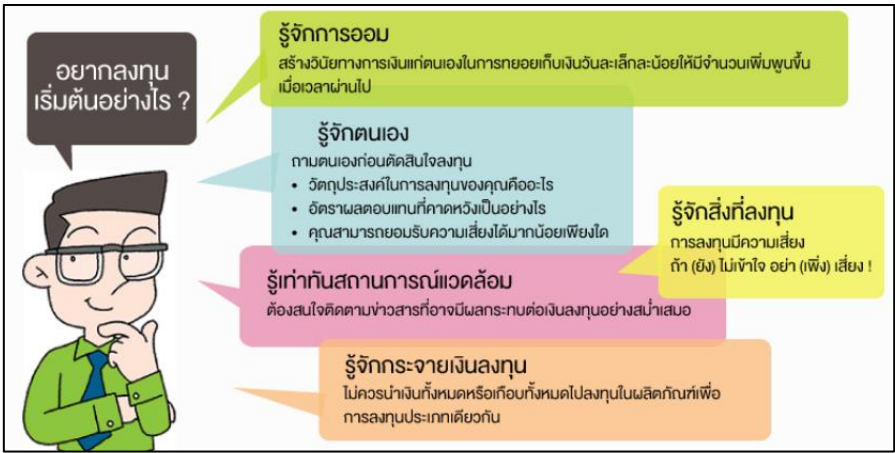 อยากลงทุน
เริ่มต้นอย่างไร ?
รู้จักการออม
สร้างวินัยทางการเงินแก่ตนเองในการทยอยเก็บเงินวันละเล็กละน้อยให้มีจำนวนเพิ่มพูนขึ้น
เมื่อเวลาผ่านไป
รู้จักตนเอง
ถามตนเองก่อนตัดสินใจลงทุน
• วัตถุประสงค์ในการลงทุนของคุณคืออะไร
• อัตราผลตอบแทนที่คาดหวังเป็นอย่างไร
• คุณสามารถยอมรับความเสี่ยงได้มากน้อยเพียงใด
รู้จักสิ่งที่ลงทุน
การลงทุนมีความเสี่ยง
ถ้า (ยัง) ไม่เข้าใจ อย่า (เพิ่ง) เสี่ยง !
รู้เท่าทันสถานการณ์แวดล้อม
ต้องสนใจติดตามข่าวสารที่อาจมีผลกระทบต่อเงินลงทุนอย่างสม่ำเสมอ
รู้จักกระจายเงินลงทุน
ไม่ควรนำเงินทั้งหมดหรือเกือบทั้งหมดไปลงทุนในผลิตภัณฑ์เพื่อ
การลงทุนประเภทเดียวกัน